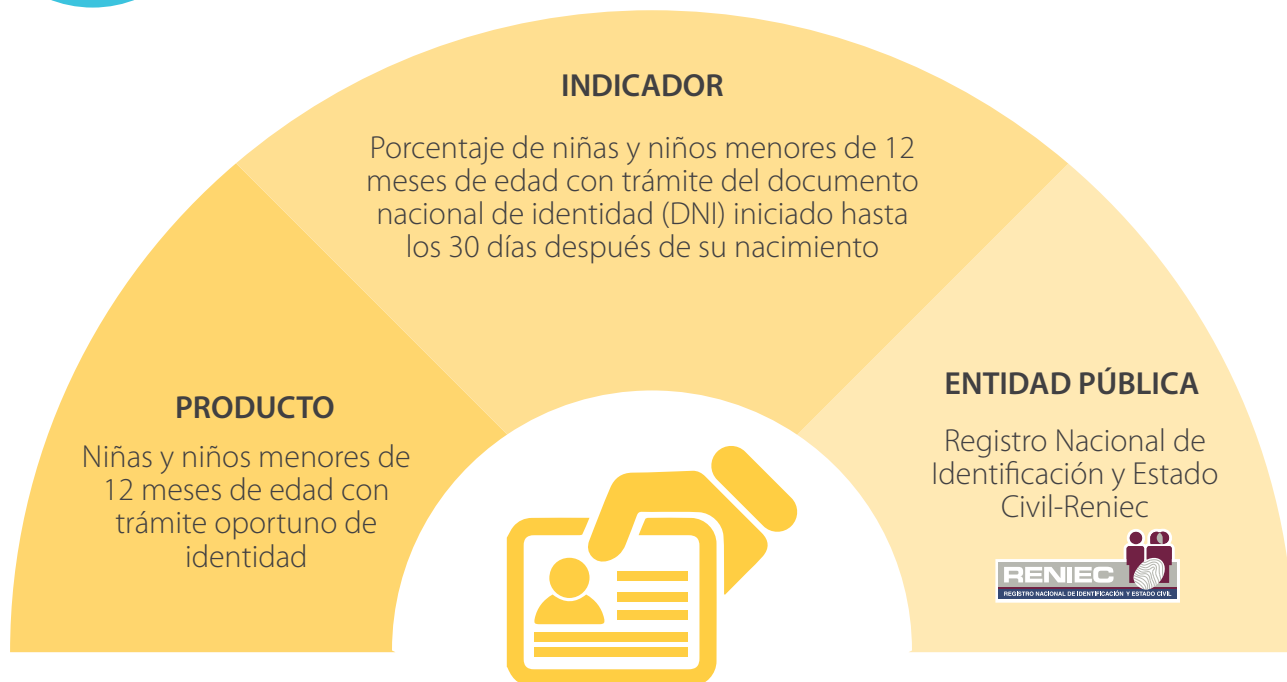 INDICADOR
Porcentaje de niñas y niños menores de 12
meses de edad con trámite del documento
nacional de identidad (DNI) iniciado hasta
los 30 días después de su nacimiento
PRODUCTO
Niñas y niños menores de
12 meses de edad con
trámite oportuno de
identidad
ENTIDAD PÚBLICA
Registro Nacional de
Identificación y Estado
Civil-Reniec
RENIEC
REGISTRO NACIONAL DE IDENTIFICACIÓN Y ESTADO CIVIL